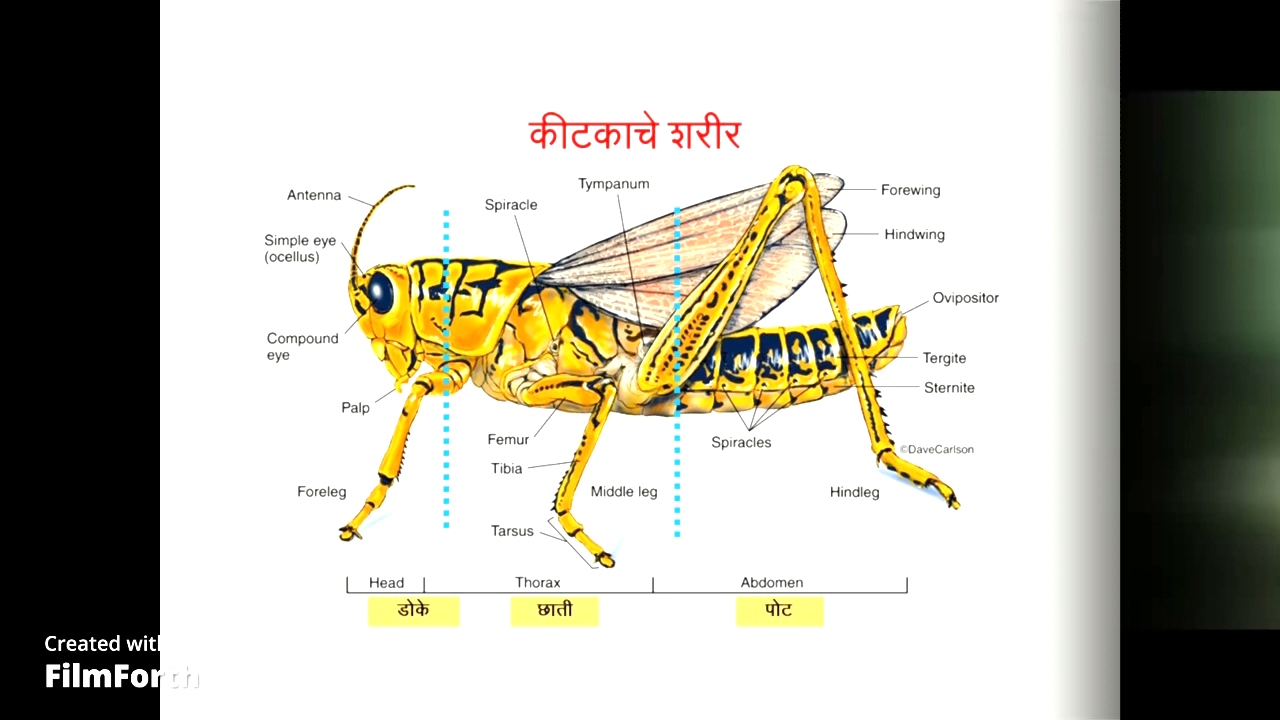 कीटकाचे शरीर
Antenna
Simple eye
(ocellus)
Compound
eye
Palp
Foreleg
Spiracle
Tympanum
Femur
Tibia
Middle leg
Tarsus
Forewing
Hindwing
Ovipositor
Tergite
Sternite
Spiracles
©DaveCarlson
Hindleg
Head Thorax Abdomen
डोके छाती पोट
Created with
FilmForth